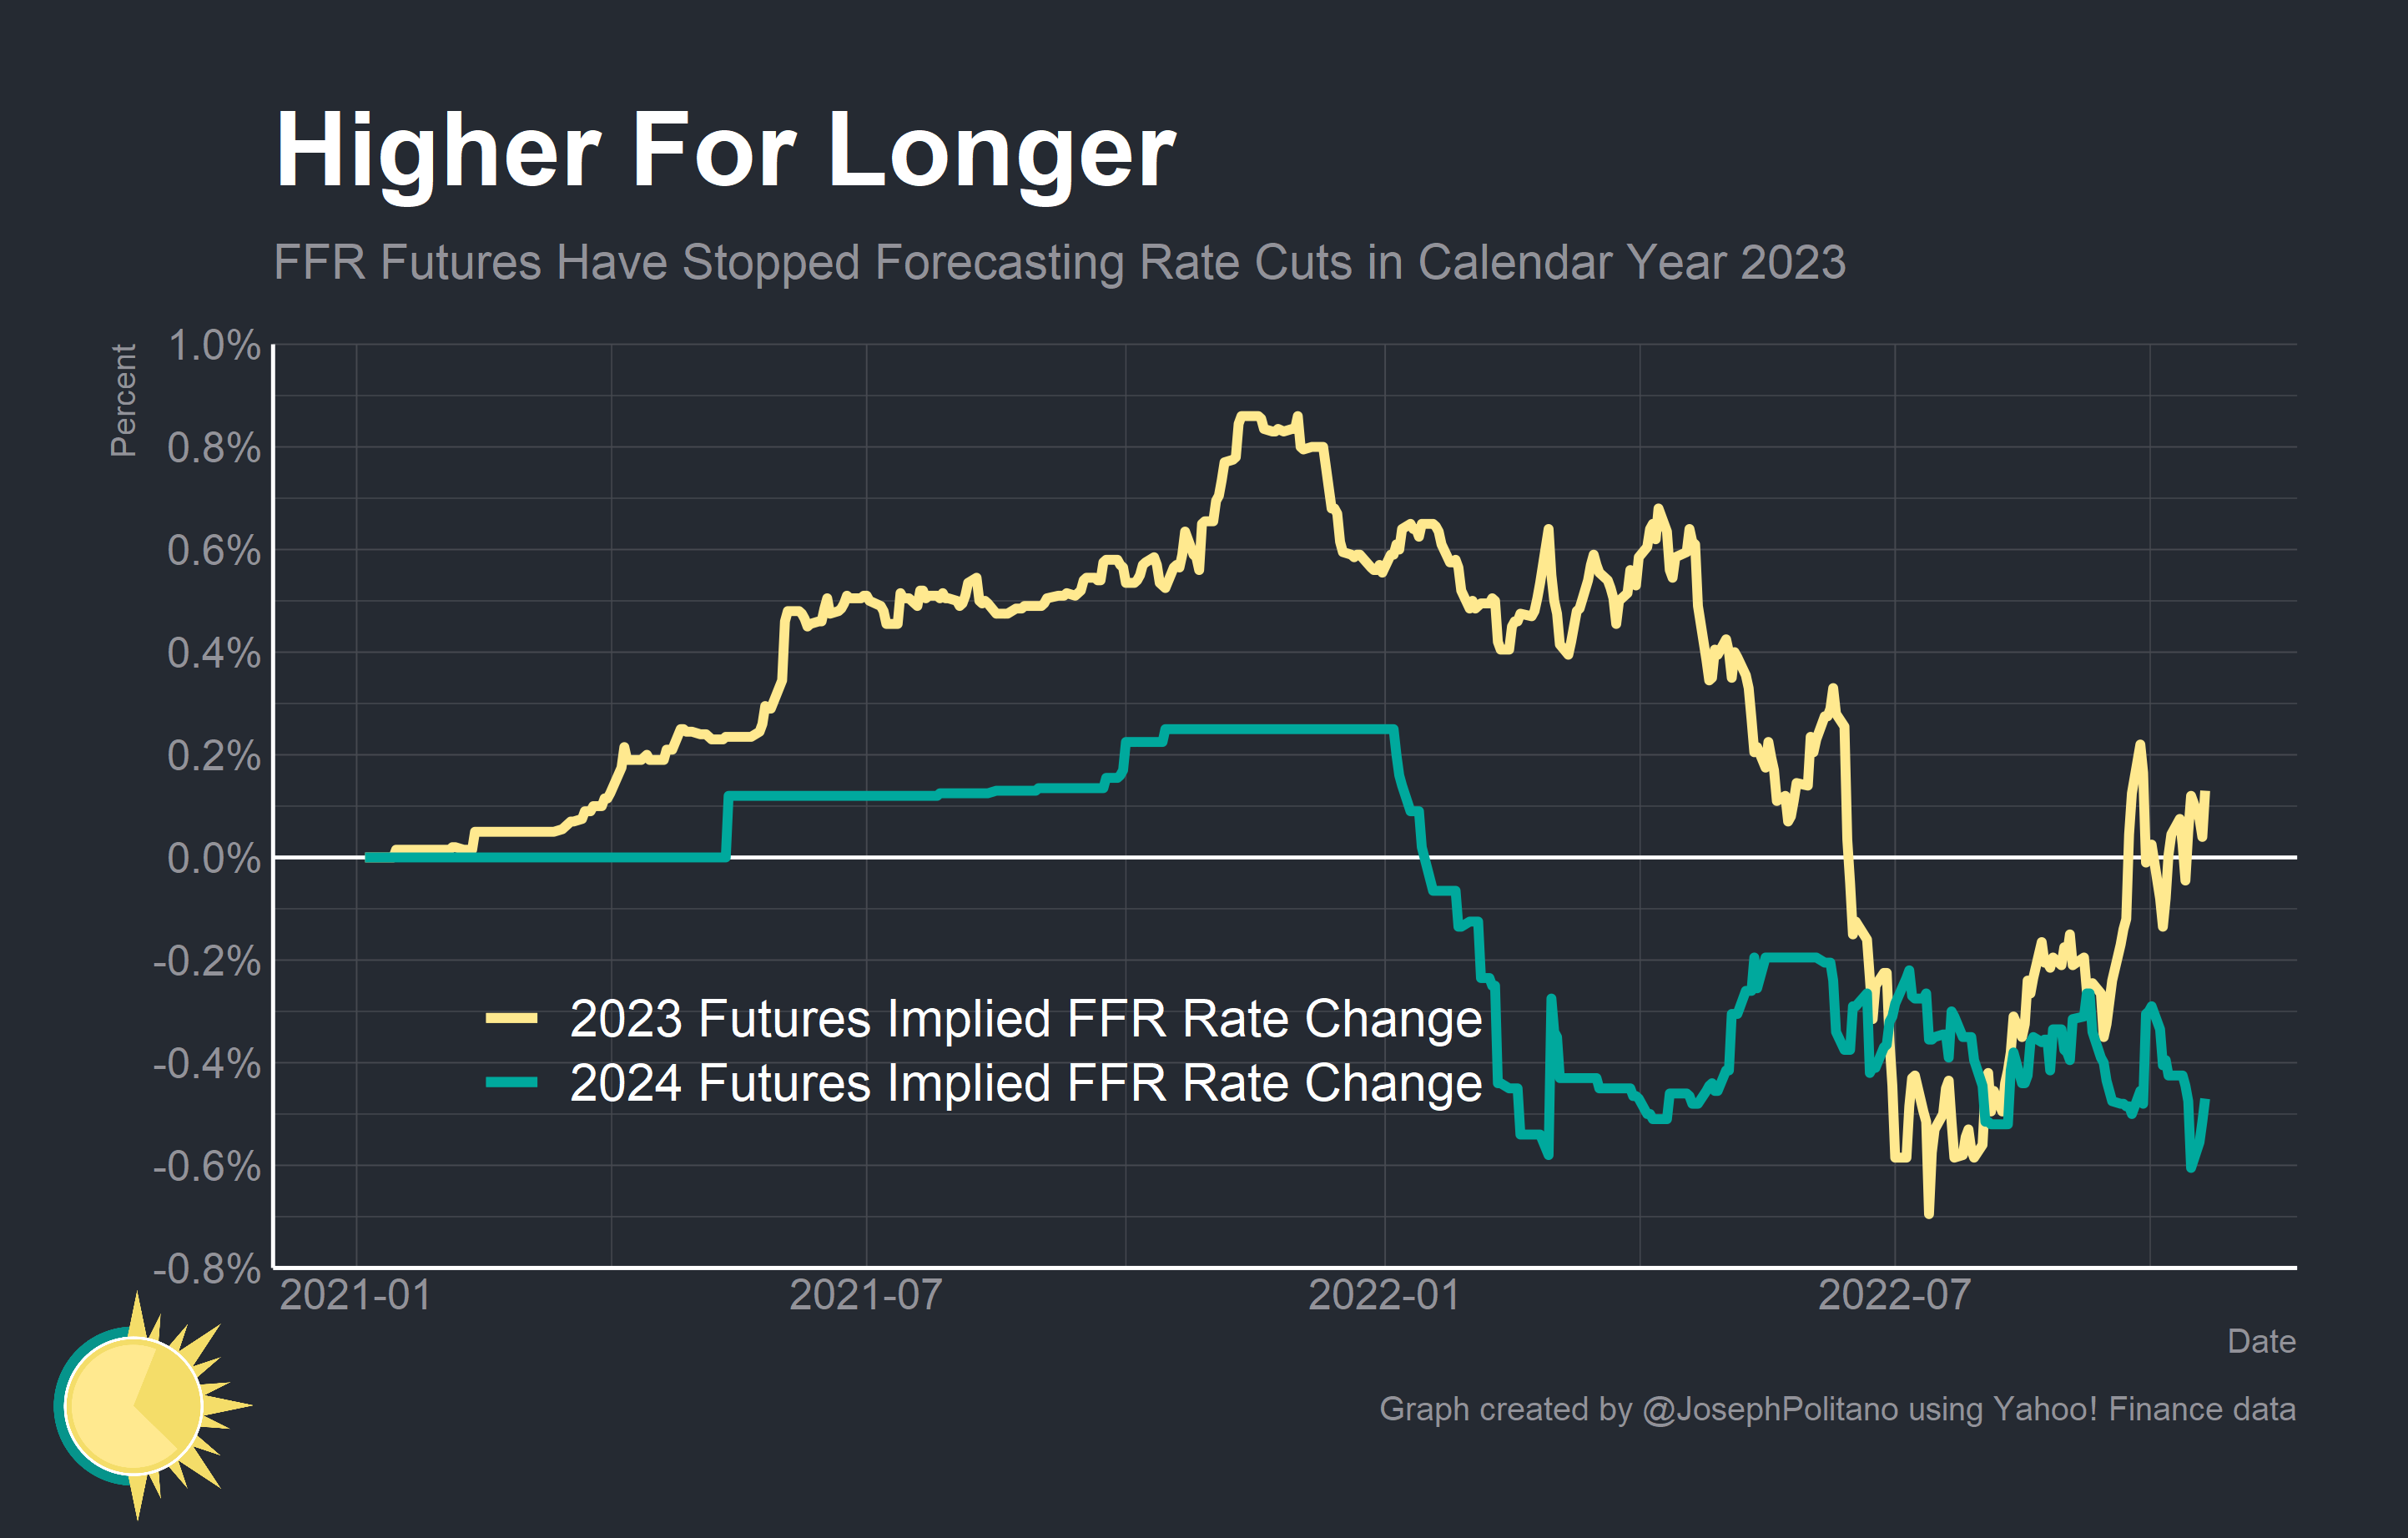 Higher For Longer
FFR Futures Have Stopped Forecasting Rate Cuts in Calendar Year 2023
Percent
1.0%
0.8%
0.6%
0.4%
0.2%
0.0%
-0.2%
-0.4%
-0.6%
-0.8%
2023 Futures Implied FFR Rate Change
2024 Futures Implied FFR Rate Change
2021-01
2021-07
2022-01
2022-07
Date
Graph created by @JosephPolitano using Yahoo! Finance data